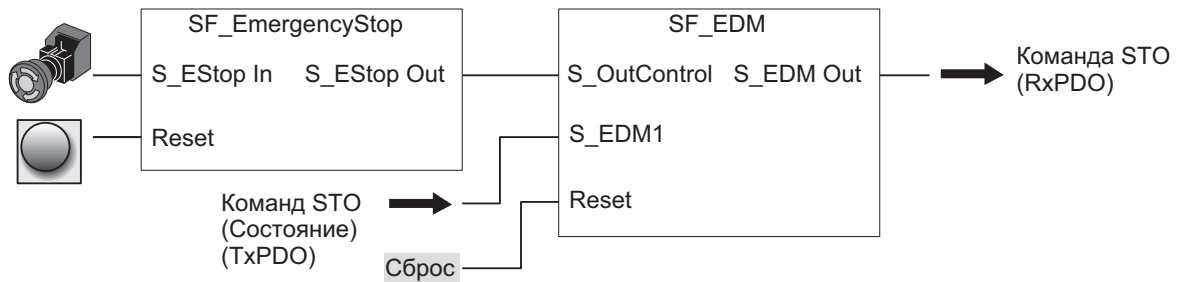 SF_EmergencyStop
S_EStop In S_EStop Out
Reset
SF_EDM
S_OutControl S_EDM Out
S_EDM1
Reset
Команда STO
(RxPDO)
Команд STO
(Состояние)
(TxPDO)
Сброс